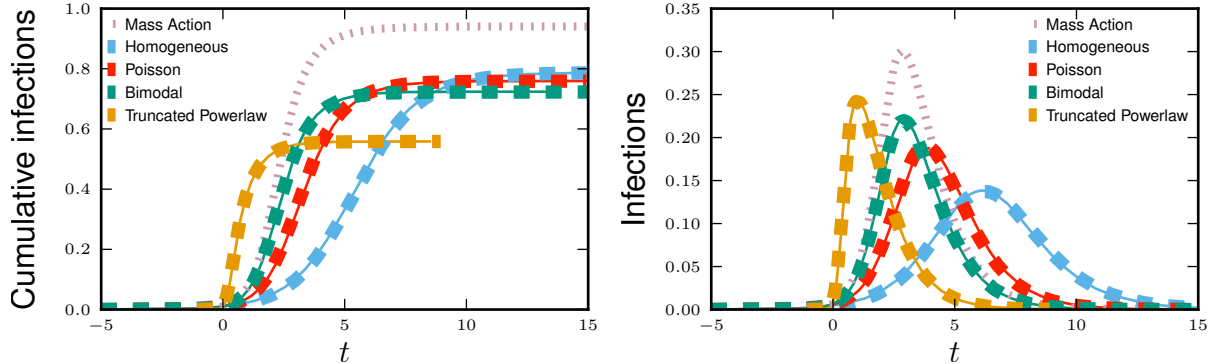 Cumulative infections
1.0
0.8
0.6
0.4
0.2
0.0
Mass Action
Homogeneous
Poisson
Bimodal
Truncated Powerlaw
−5 0 5 10 15
t
Infections
0.35
0.30
0.25
0.20
0.15
0.10
0.05
0.00
Mass Action
Homogeneous
Poisson
Bimodal
Truncated Powerlaw
−5 0 5 10 15
t